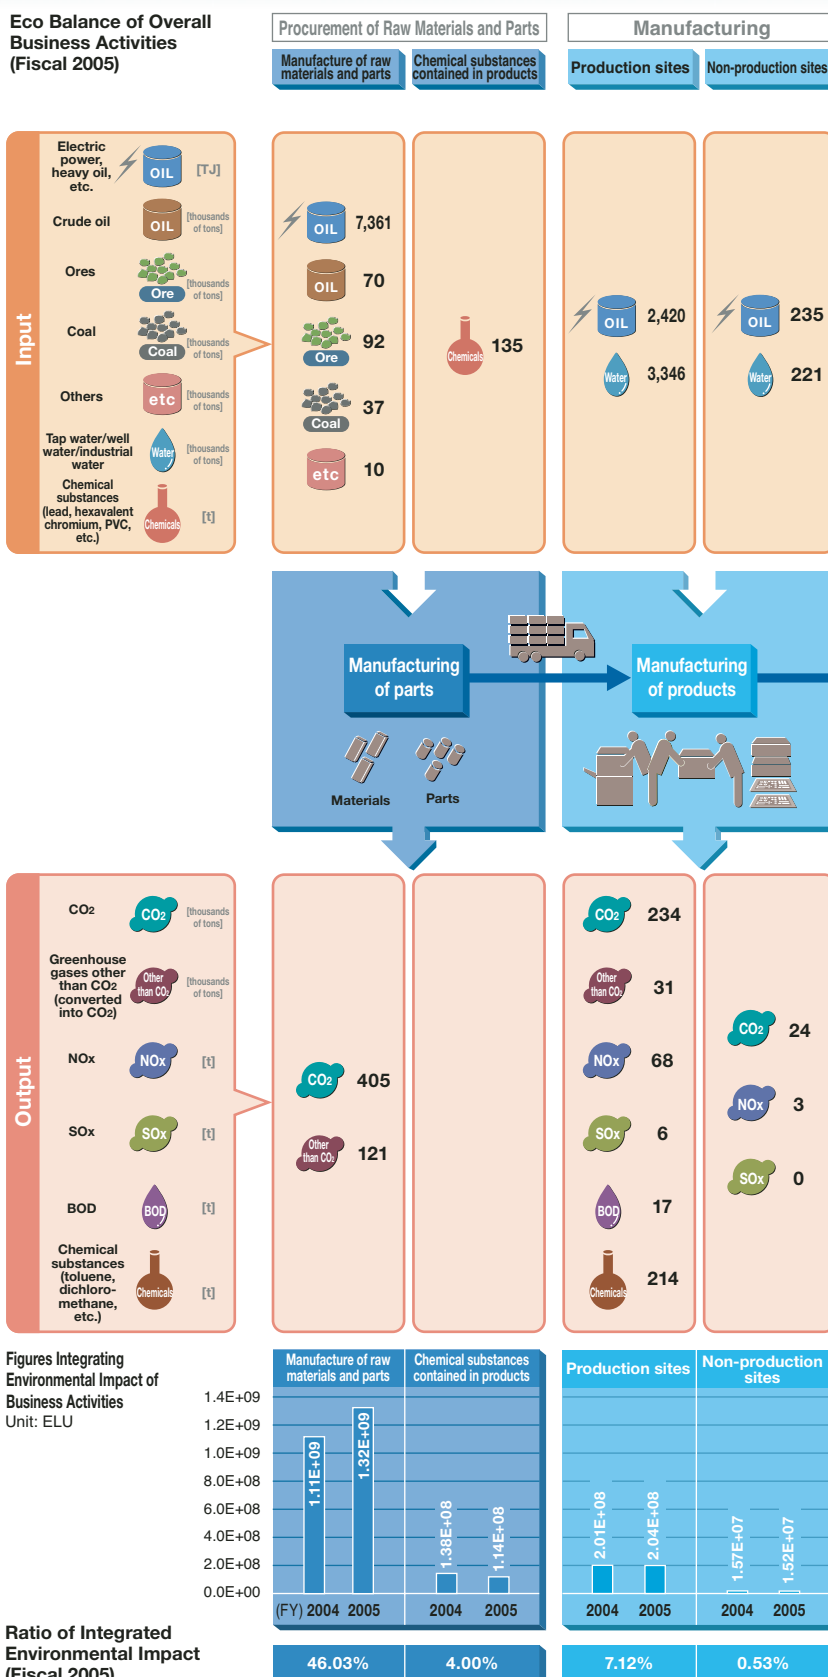 Eco Balance of Overall
Business Activities
(Fiscal 2005)
Procurement of Raw Materials and Parts
Manufacturing
Manufacture of raw
materials and parts
Chemical substances
contained in products
Production sites
Non-production sites
Input
Electric
power,
heavy oil,
etc.
OIL
[TJ]
Crude oil
OIL
[thousands
of tons]
Ores
Ore
[thousands
of tons]
Coal
Coal
[thousands
of tons]
Others
etc
[thousands
of tons]
Tap water/well
water/industrial
water
Water
[thousands
of tons]
Chemical
substances
(lead, hexavalent
chromium, PVC,
etc.)
Chemicals
[t]
OIL 7,361
OIL 70
Ore 92
Coal 37
etc 10
Chemicals 135
OIL 2,420
Water 3,346
OIL 235
Water 221
Manufacturing
of parts
Materials
Parts
Manufacturing
of products
Output
CO2
CO2
[thousands
of tons]
Greenhouse
gases other
than CO2
(converted
into CO2)
Other
than CO2
[thousands
of tons]
NOx
NOx
[t]
SOx
SOx
[t]
BOD
BOD
[t]
Chemical
substances
(toluene,
dichloro-
methane,
etc.)
Chemicals
[t]
CO2 405
Other
than CO2
121
CO2 234
Other
than CO2
31
NOx 68
SOx 6
BOD 17
Chemicals 214
CO2 24
NOx 3
SOx 0
Figures Integrating
Environmental Impact of
Business Activities
Unit: ELU
Manufacture of raw
materials and parts
Chemical substances
contained in products
Production sites
Non-production
sites
1.4E+09
1.2E+09
1.0E+09
8.0E+08
6.0E+08
4.0E+08
2.0E+08
0.0E+00
1.11E+09
1.32E+09
1.38E+08
1.14E+08
2.01E+08
2.04E+08
1.57E+07
1.52E+07
(FY) 2004 2005
2004 2005
2004 2005
2004 2005
Ratio of Integrated
Environmental Impact
(Fiscal 2005)
46.03%
4.00%
7.12%
0.53%